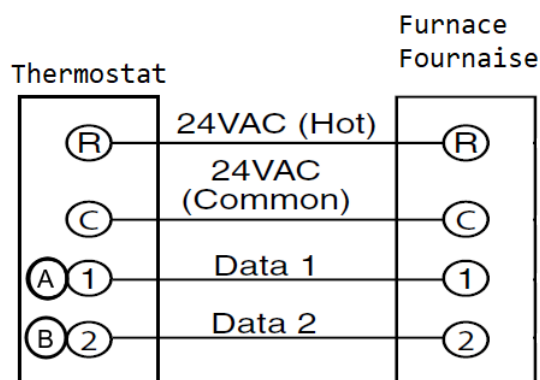 Furnace
Fournaise
Thermostat
R 24VAC (Hot) R
24VAC
(Common)
C C
A 1 Data 1 1
B 2 Data 2 2